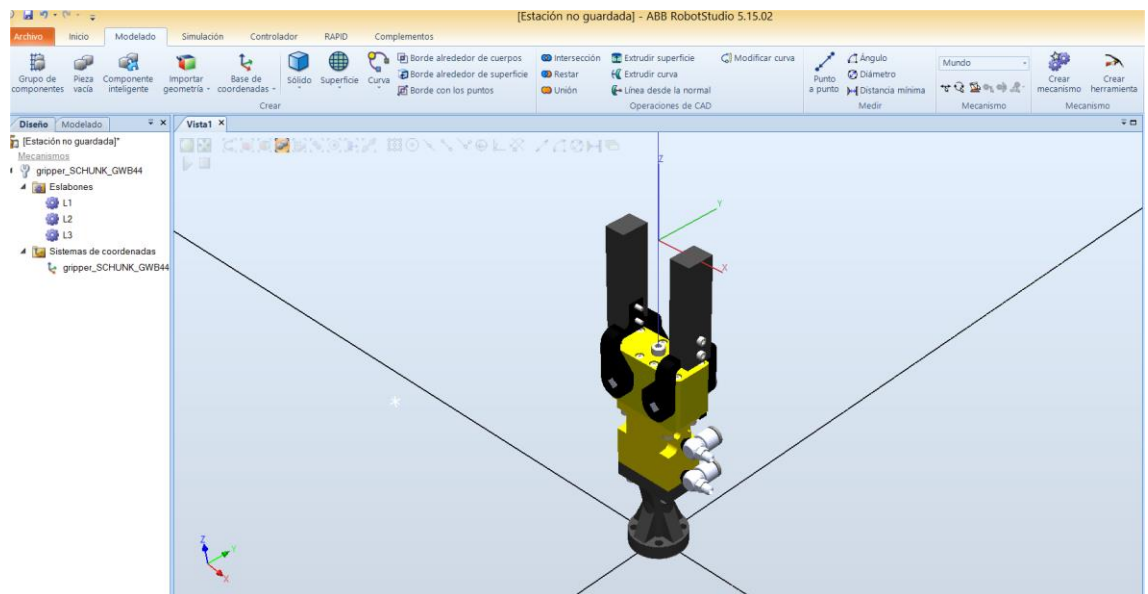 [Estación no guardada] - ABB RobotStudio 5.15.02
Archivo Inicio Modelado Simulación Controlador RAPID Complementos
Grupo de componentes
Pieza vacía
Componente inteligente
Importar geometría
Base de coordenadas
Sólido
Superficie
Curva
Borde alrededor de cuerpos
Borde alrededor de superficie
Borde con los puntos
Crear
Intersección
Restar
Unión
Extrudir superficie
Extrudir curva
Línea desde la normal
Modificar curva
Operaciones de CAD
Punto a punto
Ángulo
Diámetro
Distancia mínima
Medir
Mundo
Mecanismo
Crear mecanismo
Crear herramienta
Mecanismo
Diseño Modelado
Vista1
[Estación no guardada]*
Mecanismos
gripper_SCHUNK_GWB44
Eslabones
L1
L2
L3
Sistemas de coordenadas
gripper_SCHUNK_GWB44
Z
Y
X
Z
Y
X